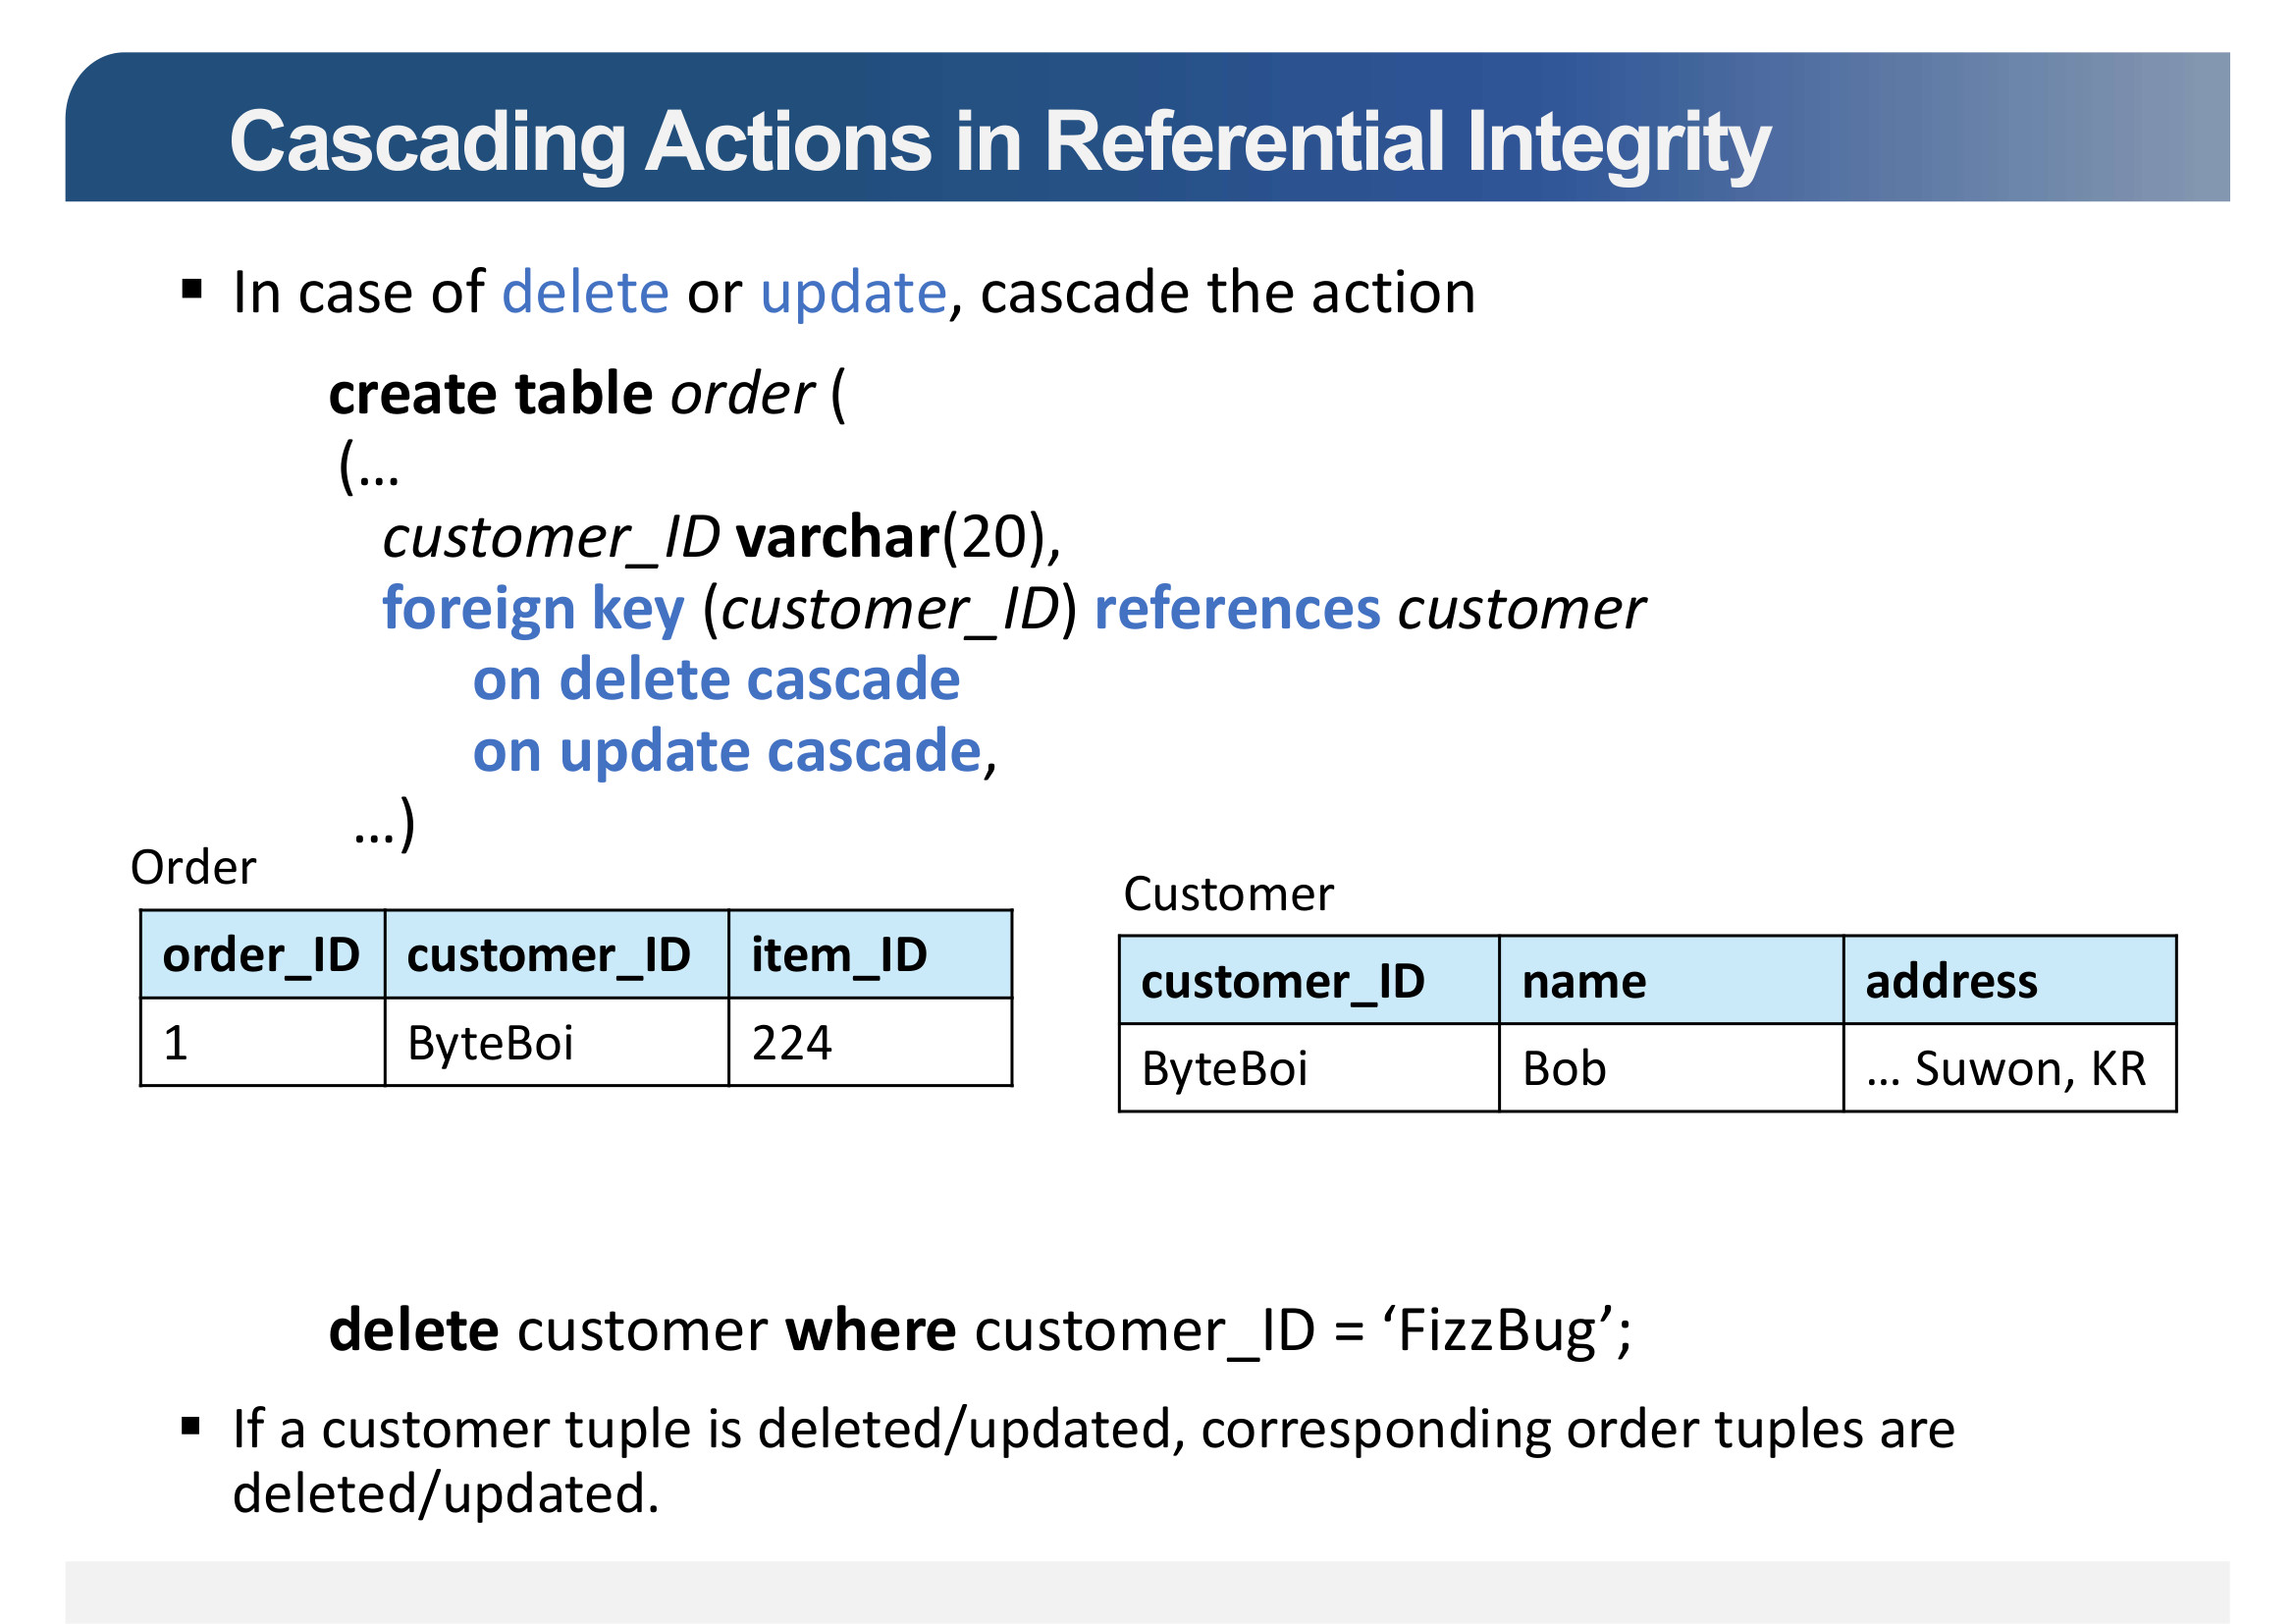 Cascading Actions in Referential Integrity
▪ In case of delete or update, cascade the action
create table order (
(...
customer_ID varchar(20),
foreign key (customer_ID) references customer
on delete cascade
on update cascade,
...)
Order
order_ID customer_ID item_ID
1 ByteBoi 224
Customer
customer_ID name address
ByteBoi Bob ... Suwon, KR
delete customer where customer_ID = ‘FizzBug’;
▪ If a customer tuple is deleted/updated, corresponding order tuples are
deleted/updated.